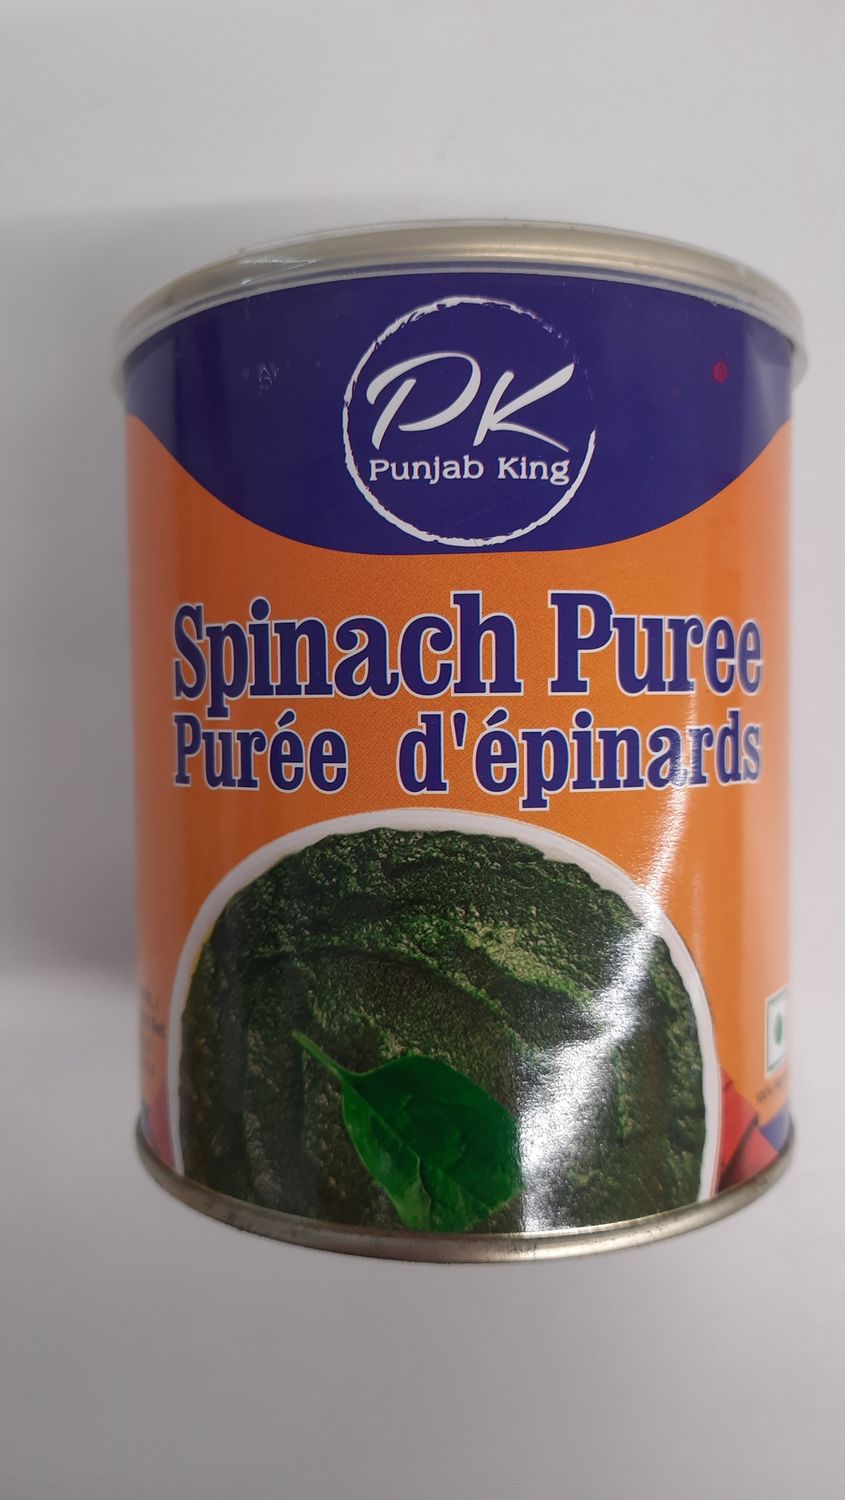 PK
Punjab King
Spinach Puree
Purée d'épinards